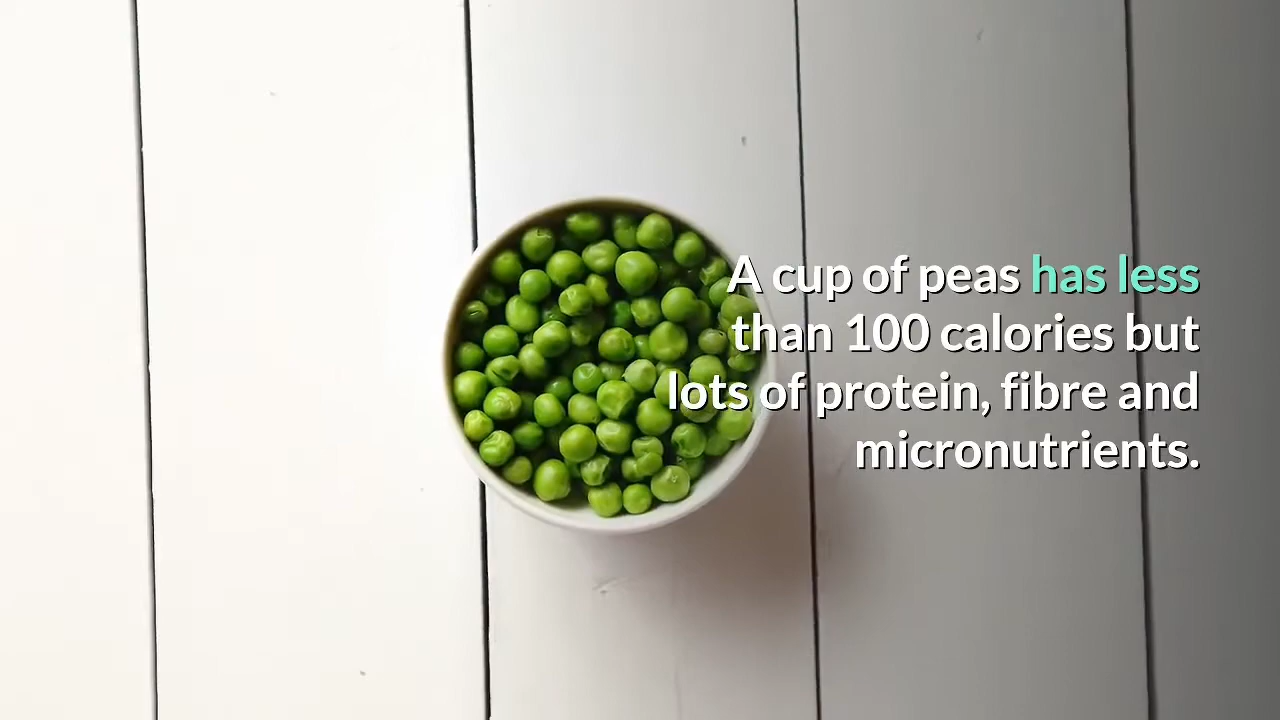 A cup of peas has less
than 100 calories but
lots of protein, fibre and
micronutrients.